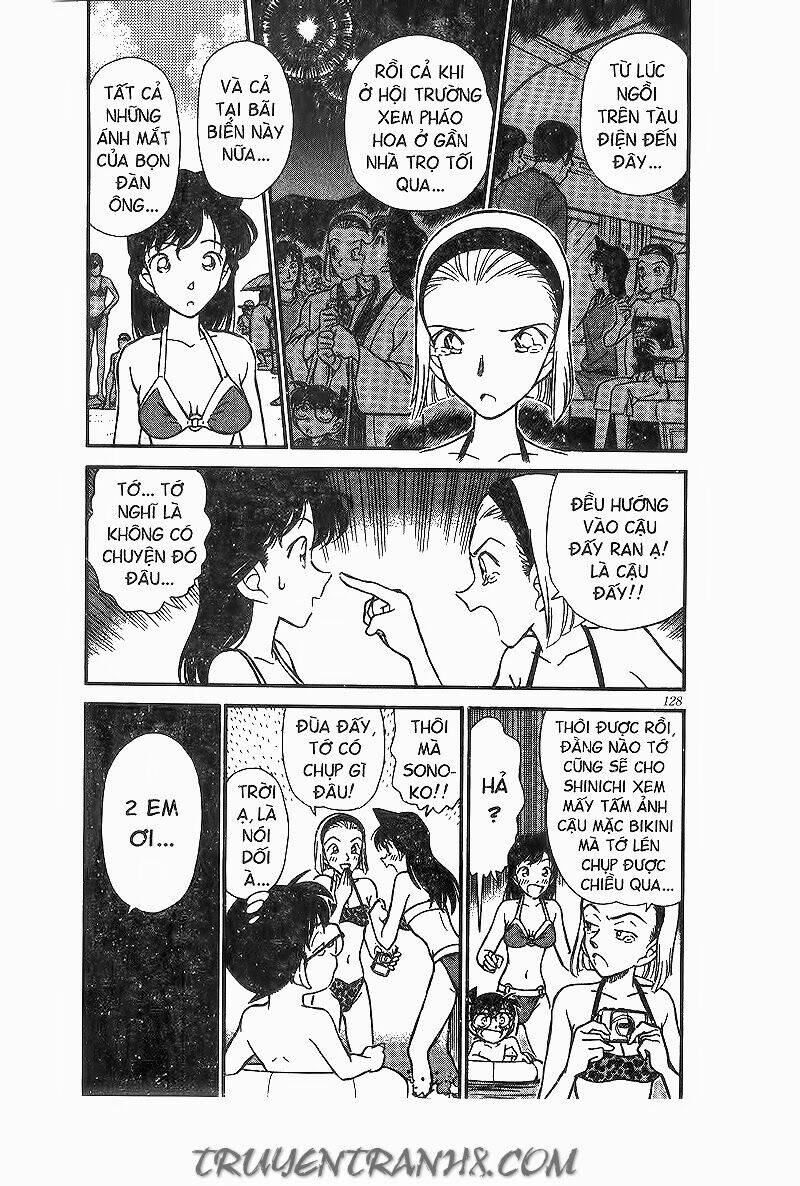 TỪ LÚC
NGỒI
TRÊN TÀU
ĐIỆN ĐẾN
ĐÂY...
RỒI CẢ KHI
Ở HỘI TRƯỜNG
XEM PHÁO
HOA Ở GẦN
NHÀ TRỌ TỐI
QUA...
VÀ CẢ
TẠI BÃI
BIỂN NÀY
NỮA...
TẤT CẢ
NHỮNG
ÁNH MẮT
CỦA BỌN
ĐÀN
ÔNG...
ĐỀU HƯỚNG
VÀO CẬU
ĐẤY RAN Ạ!
LÀ CẬU
ĐẤY!!
TỚ... TỚ
NGHĨ LÀ
KHÔNG CÓ
CHUYỆN ĐÓ
ĐÂU...
128
THÔI ĐƯỢC RỒI,
ĐẰNG NÀO TỚ
CŨNG SẼ CHO
SHINICHI XEM
MẤY TẤM ẢNH
CẬU MẶC BIKINI
MÀ TỚ LÉN
CHỤP ĐƯỢC
CHIỀU QUA...
HẢ
?
THÔI
MÀ
SONO-
KO!!
ĐÙA ĐẤY,
TỚ CÓ
CHỤP GÌ
ĐÂU!
TRỜI
Ạ, LÀ
NÓI
DỐI
À...
2 EM
ƠI...
TRUYENTRANH8.COM